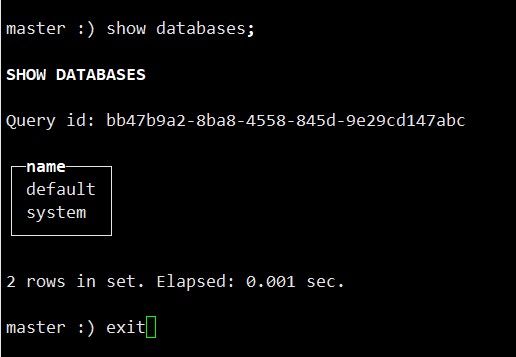 master :) show databases;
SHOW DATABASES
Query id: bb47b9a2-8ba8-4558-845d-9e29cd147abc
name
default
system
2 rows in set. Elapsed: 0.001 sec.
master :) exit